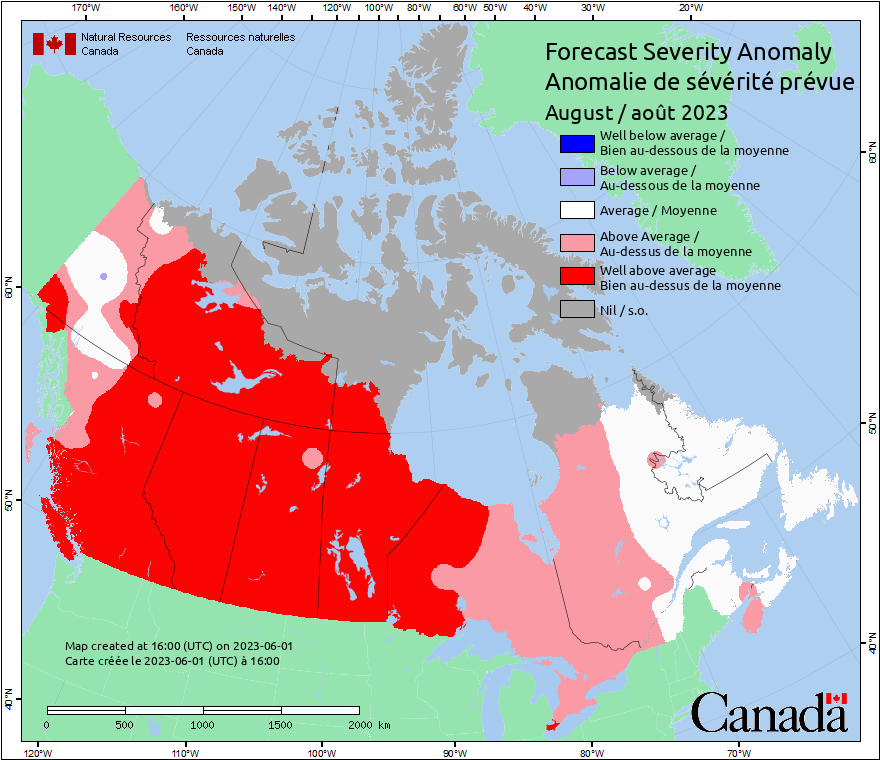 170°W 160°W 150°W 140°W 130°W 120°W 110°W 100°W 90°W 80°W 70°W 60°W 50°W 40°W 30°W 20°W
Natural Resources Canada
Ressources naturelles Canada
Forecast Severity Anomaly
Anomalie de sévérité prévue
August / août 2023
Well below average /
Bien au-dessous de la moyenne
Below average /
Au-dessous de la moyenne
Average / Moyenne
Above Average /
Au-dessus de la moyenne
Well above average
Bien au-dessus de la moyenne
Nil / s.o.
60°N
60°N
50°N
50°N
40°N
40°N
Map created at 16:00 (UTC) on 2023-06-01
Carte créée le 2023-06-01 (UTC) à 16:00
0 500 1000 1500 2000 km
Canada
120°W 110°W 100°W 90°W 80°W 70°W